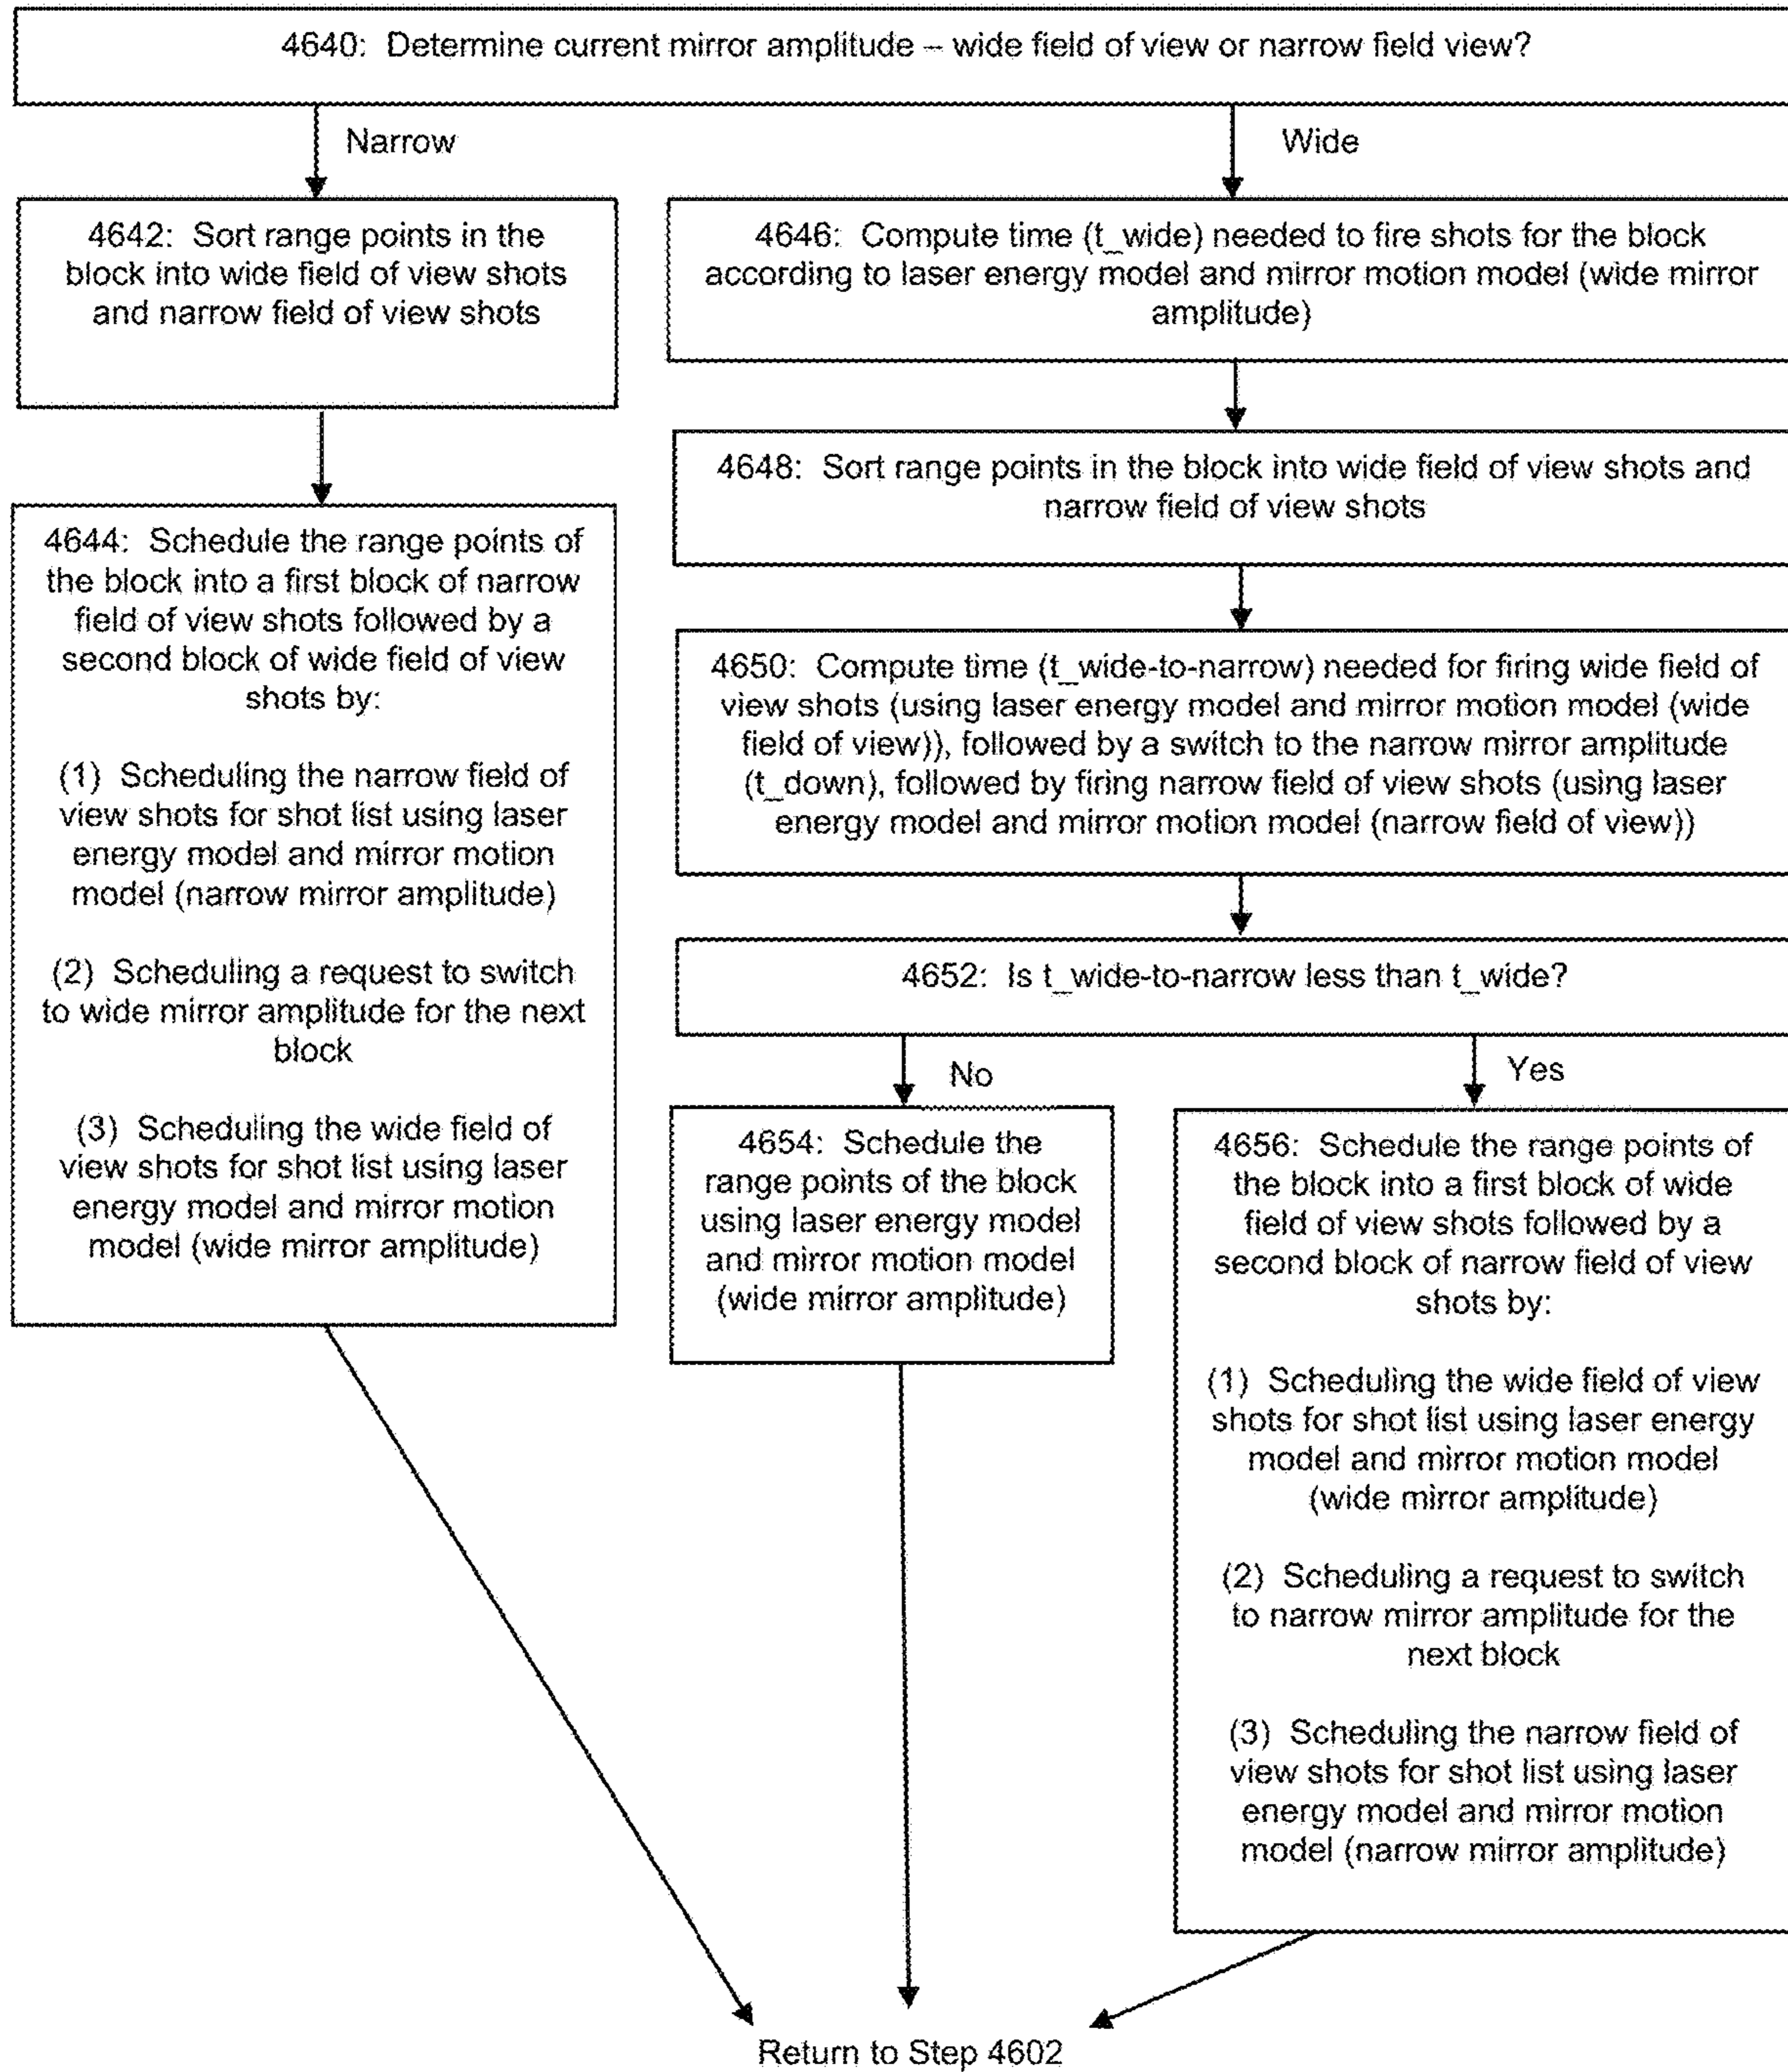 4640: Determine current mirror amplitude – wide field of view or narrow field view?
Narrow
Wide
4642: Sort range points in the
block into wide field of view shots
and narrow field of view shots
4646: Compute time (t_wide) needed to fire shots for the block
according to laser energy model and mirror motion model (wide mirror
amplitude)
4648: Sort range points in the block into wide field of view shots and
narrow field of view shots
4644: Schedule the range points of
the block into a first block of narrow
field of view shots followed by a
second block of wide field of view
shots by:
(1) Scheduling the narrow field of
view shots for shot list using laser
energy model and mirror motion
model (narrow mirror amplitude)
(2) Scheduling a request to switch
to wide mirror amplitude for the next
block
(3) Scheduling the wide field of
view shots for shot list using laser
energy model and mirror motion
model (wide mirror amplitude)
4650: Compute time (t_wide-to-narrow) needed for firing wide field of
view shots (using laser energy model and mirror motion model (wide
field of view)), followed by a switch to the narrow mirror amplitude
(t_down), followed by firing narrow field of view shots (using laser
energy model and mirror motion model (narrow field of view))
4652: Is t_wide-to-narrow less than t_wide?
No
Yes
4654: Schedule the
range points of the block
using laser energy model
and mirror motion model
(wide mirror amplitude)
4656: Schedule the range points of
the block into a first block of wide
field of view shots followed by a
second block of narrow field of view
shots by:
(1) Scheduling the wide field of view
shots for shot list using laser energy
model and mirror motion model
(wide mirror amplitude)
(2) Scheduling a request to switch
to narrow mirror amplitude for the
next block
(3) Scheduling the narrow field of
view shots for shot list using laser
energy model and mirror motion
model (narrow mirror amplitude)
Return to Step 4602